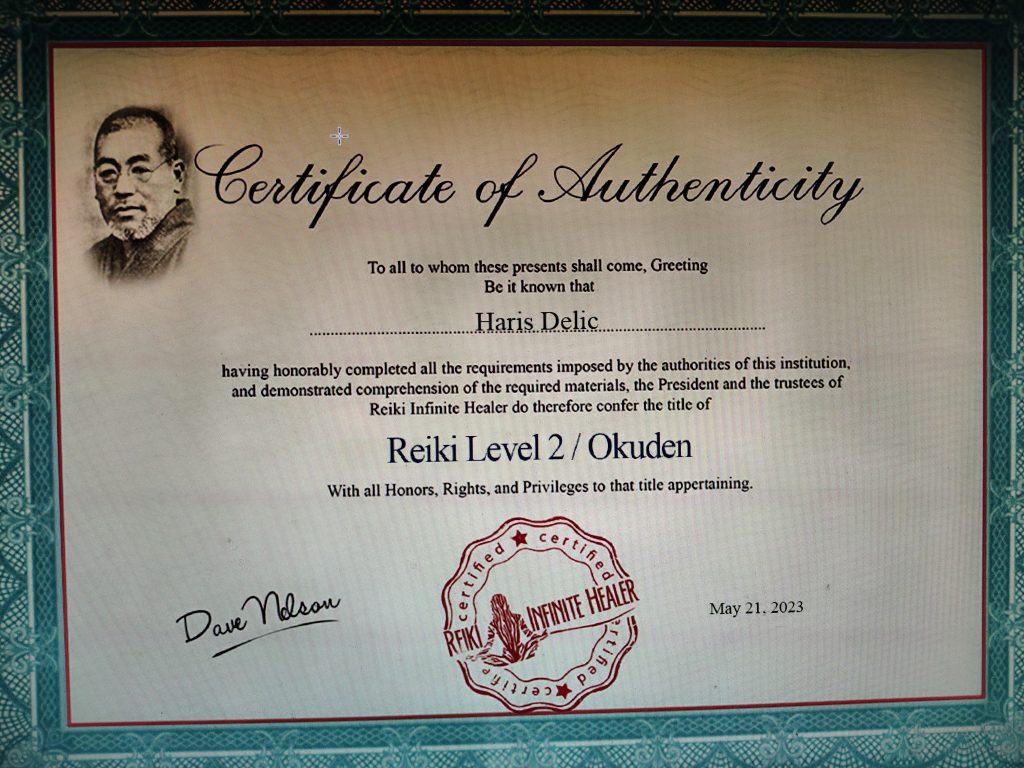 Certificate of Authenticity
To all to whom these presents shall come, Greeting
Be it known that
Haris Delic
having honorably completed all the requirements imposed by the authorities of this institution,
and demonstrated comprehension of the required materials, the President and the trustees of
Reiki Infinite Healer do therefore confer the title of
Reiki Level 2 / Okuden
With all Honors, Rights, and Privileges to that title appertaining.
certified ★ certified
REIKI INFINITE HEALER
certified ★ certified
Dave Nelson
May 21, 2023